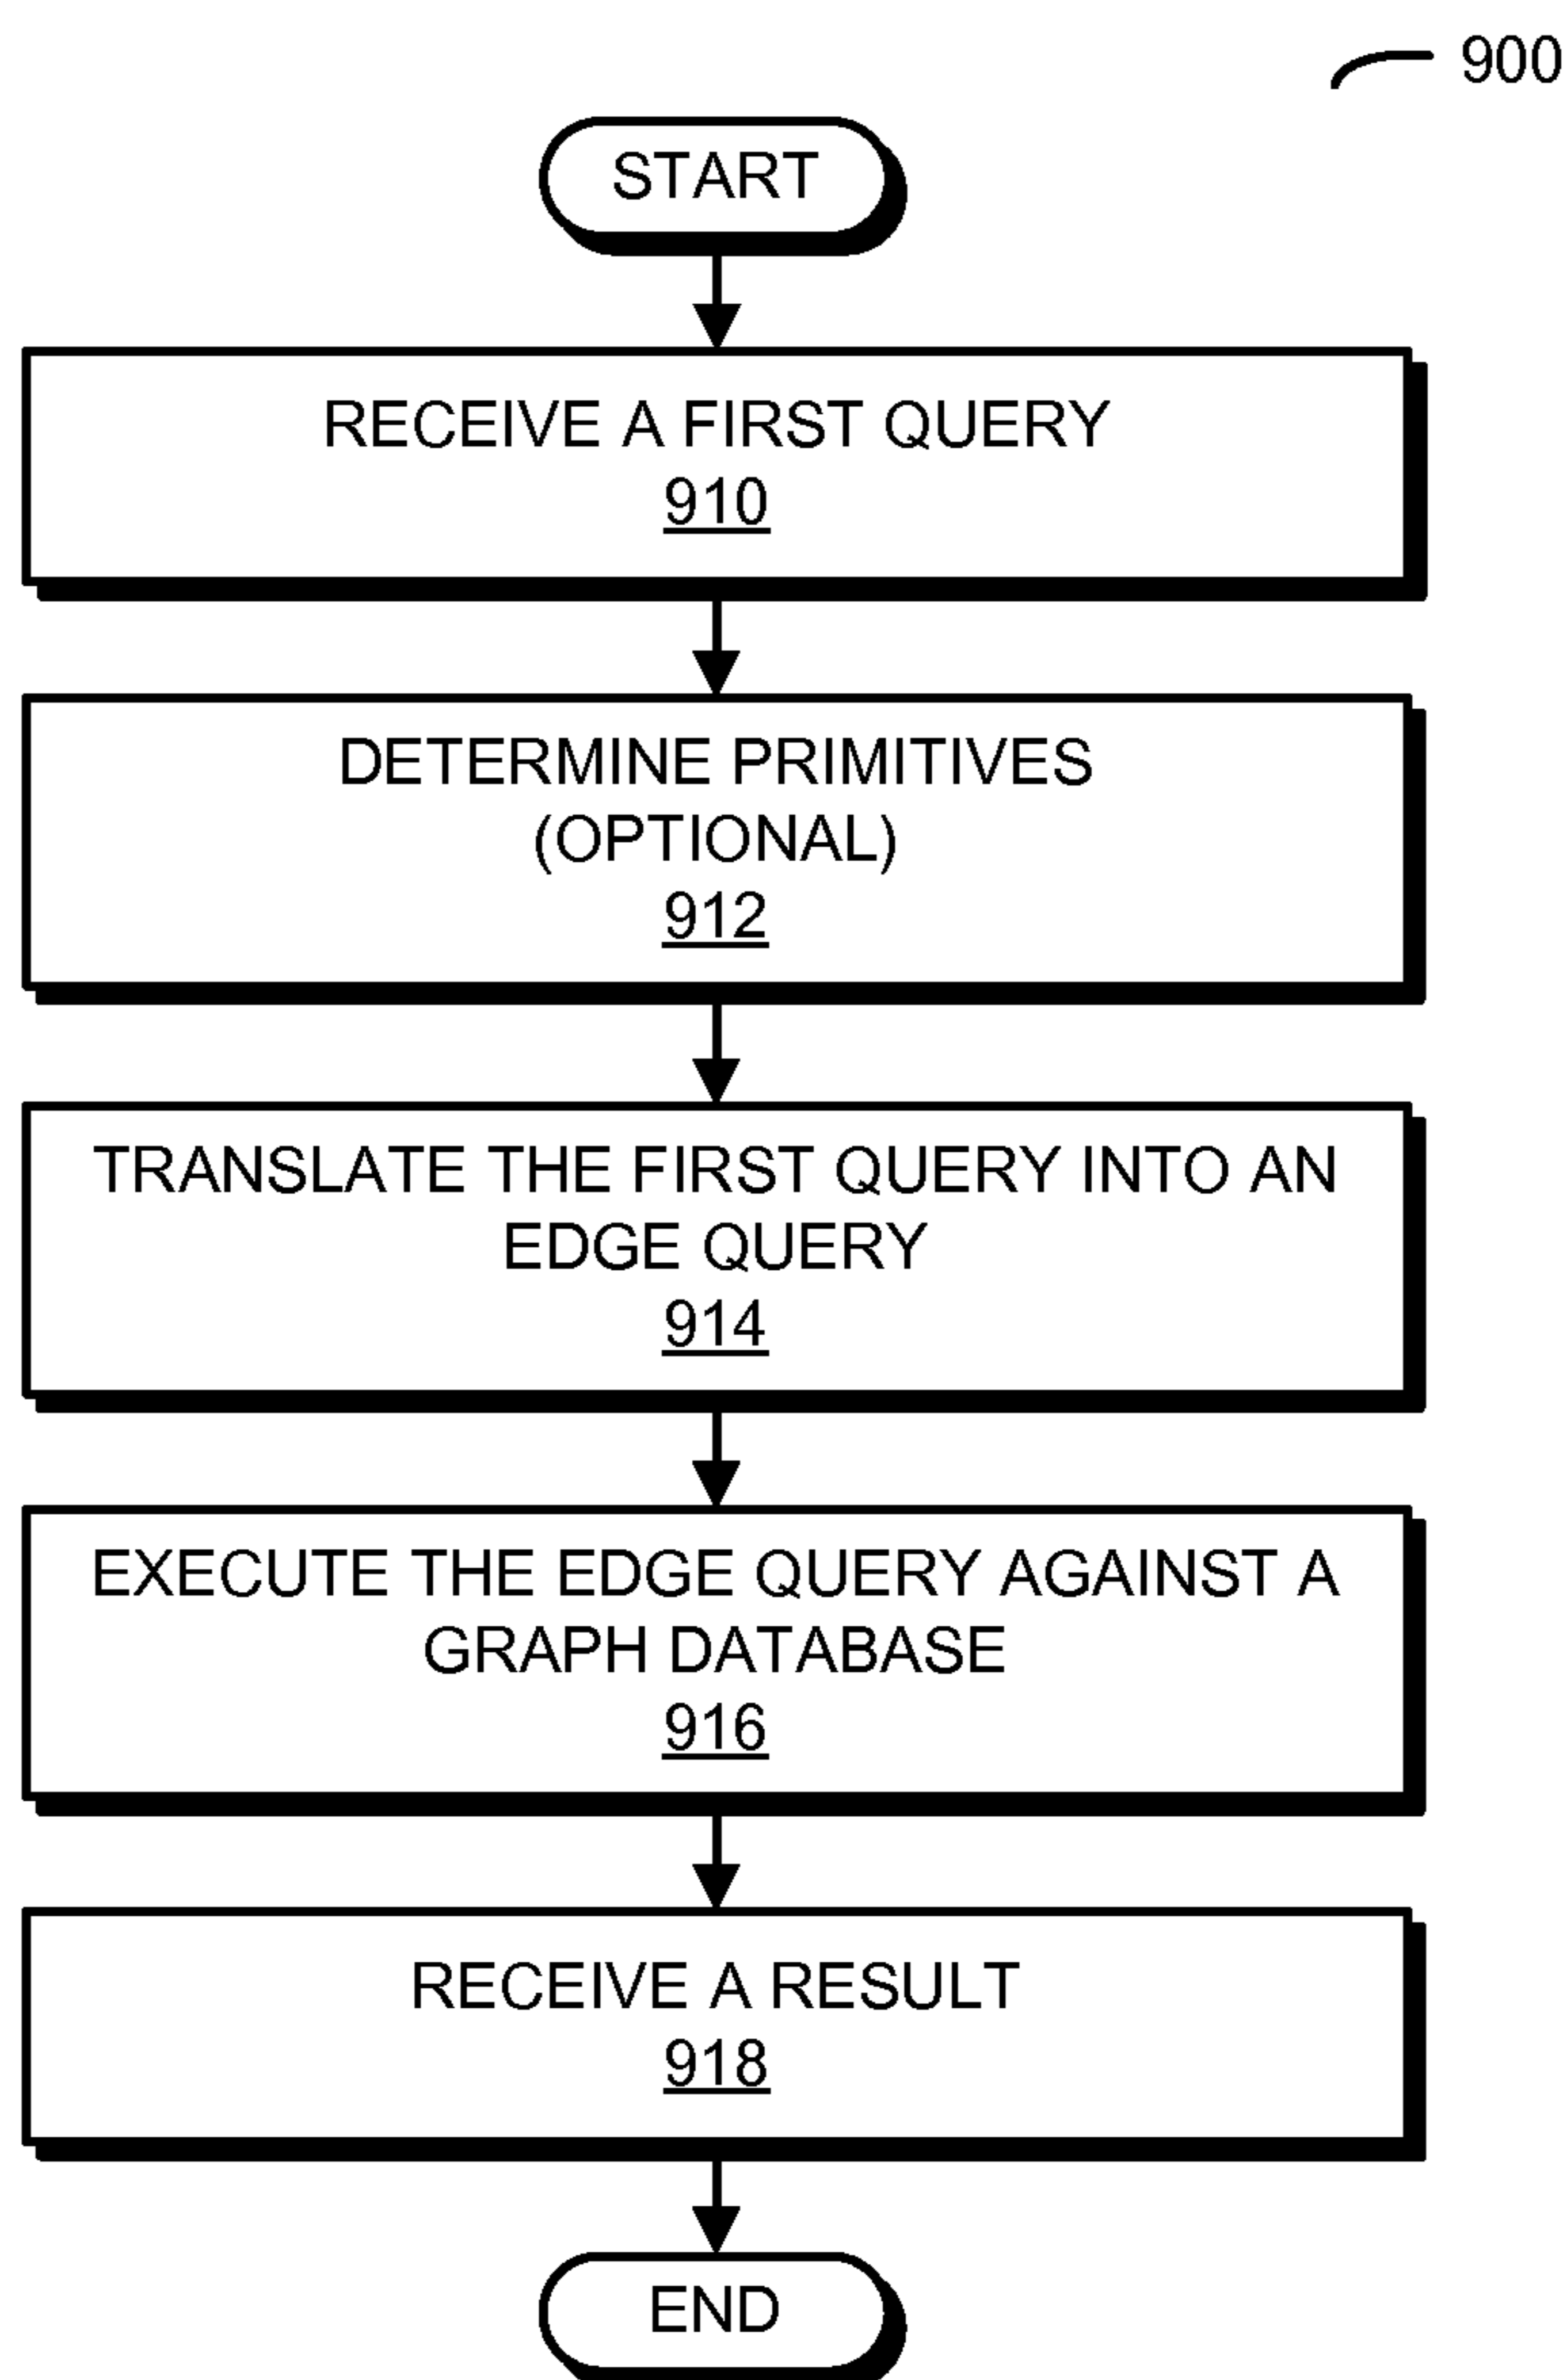 900
START
RECEIVE A FIRST QUERY
910
DETERMINE PRIMITIVES
(OPTIONAL)
912
TRANSLATE THE FIRST QUERY INTO AN
EDGE QUERY
914
EXECUTE THE EDGE QUERY AGAINST A
GRAPH DATABASE
916
RECEIVE A RESULT
918
END